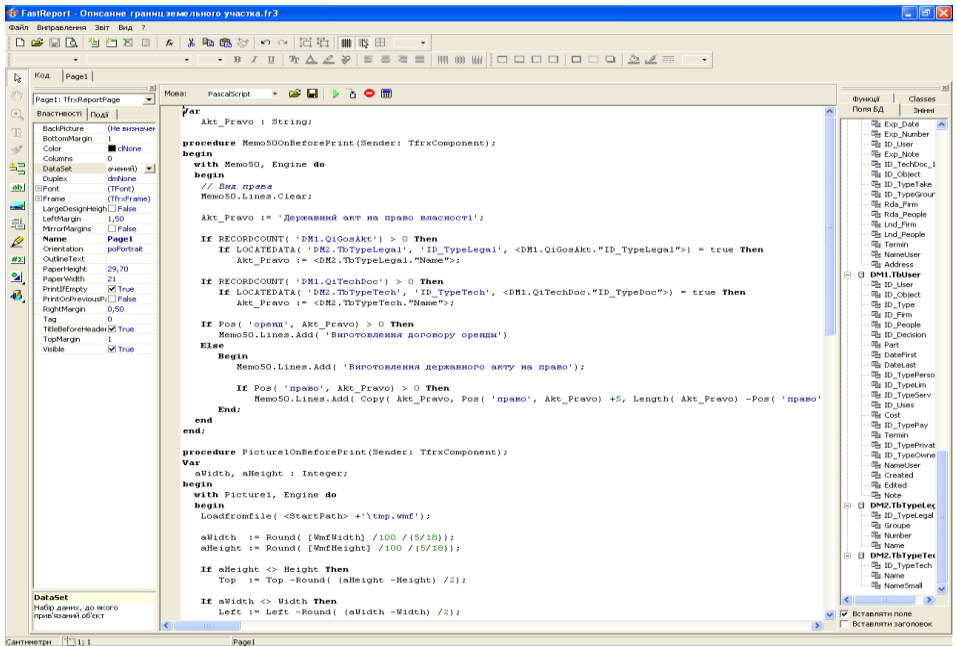 FastReport - Описание границ земельного участка.fr3
Файл Виправлення Звіт Вид ?
Код Page1
Page1: TfrxReportPage
Властивості Події
BackPicture (Не визначен
BottomMargin 1
Color clNone
Columns 0
DataSet ачений)
Duplex dmNone
Font (TFont)
Frame (TfrxFrame)
LargeDesignHeigh False
LeftMargin 1,50
MirrorMargins False
Name Page1
Orientation poPortrait
OutlineText
PaperHeight 29,70
PaperWidth 21
PrintIfEmpty True
PrintOnPreviousPa False
RightMargin 0,50
Tag 0
TitleBeforeHeader True
TopMargin 1
Visible True
DataSet
Набір даних, до якого
прив'язаний об'єкт
Мова: PascalScript
Var
Akt_Pravo : String;
procedure Memo50OnBeforePrint(Sender: TfrxComponent);
begin
with Memo50, Engine do
begin
// Вид права
Memo50.Lines.Clear;
Akt_Pravo := 'Державний акт на право власності';
If RECORDCOUNT( 'DM1.QiGosAkt') > 0 Then
If LOCATEDATA( 'DM2.TbTypeLegal', 'ID_TypeLegal', <DM1.QiGosAkt."ID_TypeLegal">) = true Then
Akt_Pravo := <DM2.TbTypeLegal."Name">;
If RECORDCOUNT( 'DM1.QiTechDoc') > 0 Then
If LOCATEDATA( 'DM2.TbTypeTech', 'ID_TypeTech', <DM1.QiTechDoc."ID_TypeDoc">) = true Then
Akt_Pravo := <DM2.TbTypeTech."Name">;
If Pos( 'оренд', Akt_Pravo) > 0 Then
Memo50.Lines.Add( 'Виготовлення договору оренды')
Else
Begin
Memo50.Lines.Add( 'Виготовлення державного акту на право');
If Pos( 'право', Akt_Pravo) > 0 Then
Memo50.Lines.Add( Copy( Akt_Pravo, Pos( 'право', Akt_Pravo) +5, Length( Akt_Pravo) -Pos( 'право'
End;
end
end;
procedure Picture1OnBeforePrint(Sender: TfrxComponent);
Var
aWidth, aHeight : Integer;
begin
with Picture1, Engine do
begin
Loadfromfile( <StartPath> +'\tmp.wmf');
aWidth := Round( [WmfWidth] /100 /(5/18));
aHeight := Round( [WmfHeight] /100 /(5/18));
If aHeight <> Height Then
Top := Top -Round( (aHeight -Height) /2);
If aWidth <> Width Then
Left := Left -Round( (aWidth -Width) /2);
Функції Classes
Поля БД Змінні
Exp_Date
Exp_Number
ID_User
Exp_Note
ID_TechDoc_1
ID_Object
ID_TypeTake
ID_TypeGrour
Rda_Firm
Rda_People
Lnd_Firm
Lnd_People
Termin
NameUser
Address
DM1.TbUser
ID_User
ID_Object
ID_Type
ID_Firm
ID_People
ID_Decision
Part
DateFirst
DateLast
ID_TypePerso
ID_TypeLim
ID_TypeServ
ID_Uses
Cost
ID_TypePay
Termin
ID_TypePrivat
ID_TypeOwne
NameUser
Created
Edited
Note
DM2.TbTypeLeg
ID_TypeLegal
Groupe
Number
Name
DM2.TbTypeTec
ID_TypeTech
Name
NameSmall
Вставляти поле
Вставляти заголовок
Сантиметри 1; 1 Page1